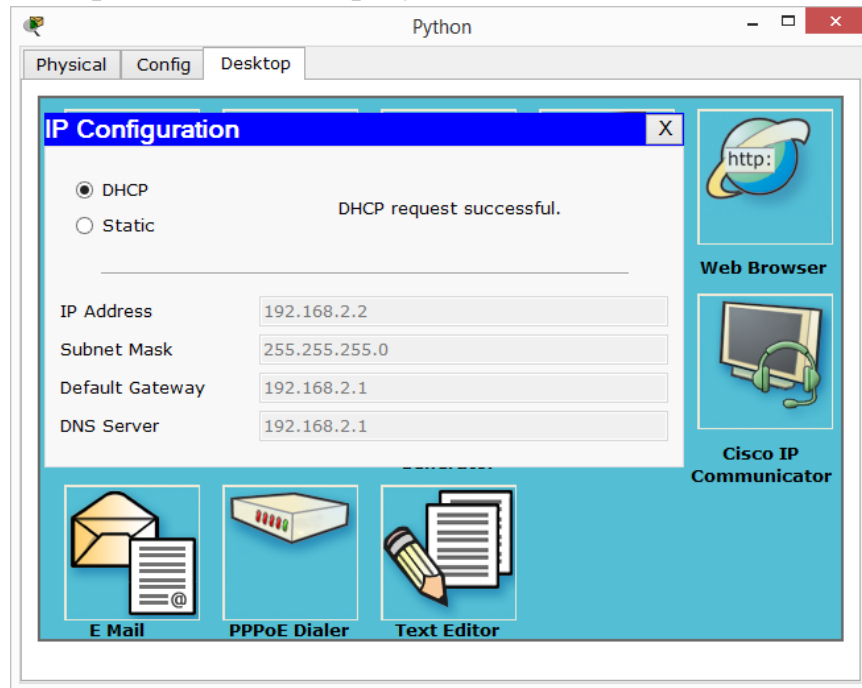 Python
Physical Config Desktop
IP Configuration X
http:
DHCP
DHCP request successful.
Static
Web Browser
IP Address 192.168.2.2
Subnet Mask 255.255.255.0
Default Gateway 192.168.2.1
DNS Server 192.168.2.1
Cisco IP
Communicator
@
E Mail PPPoE Dialer Text Editor